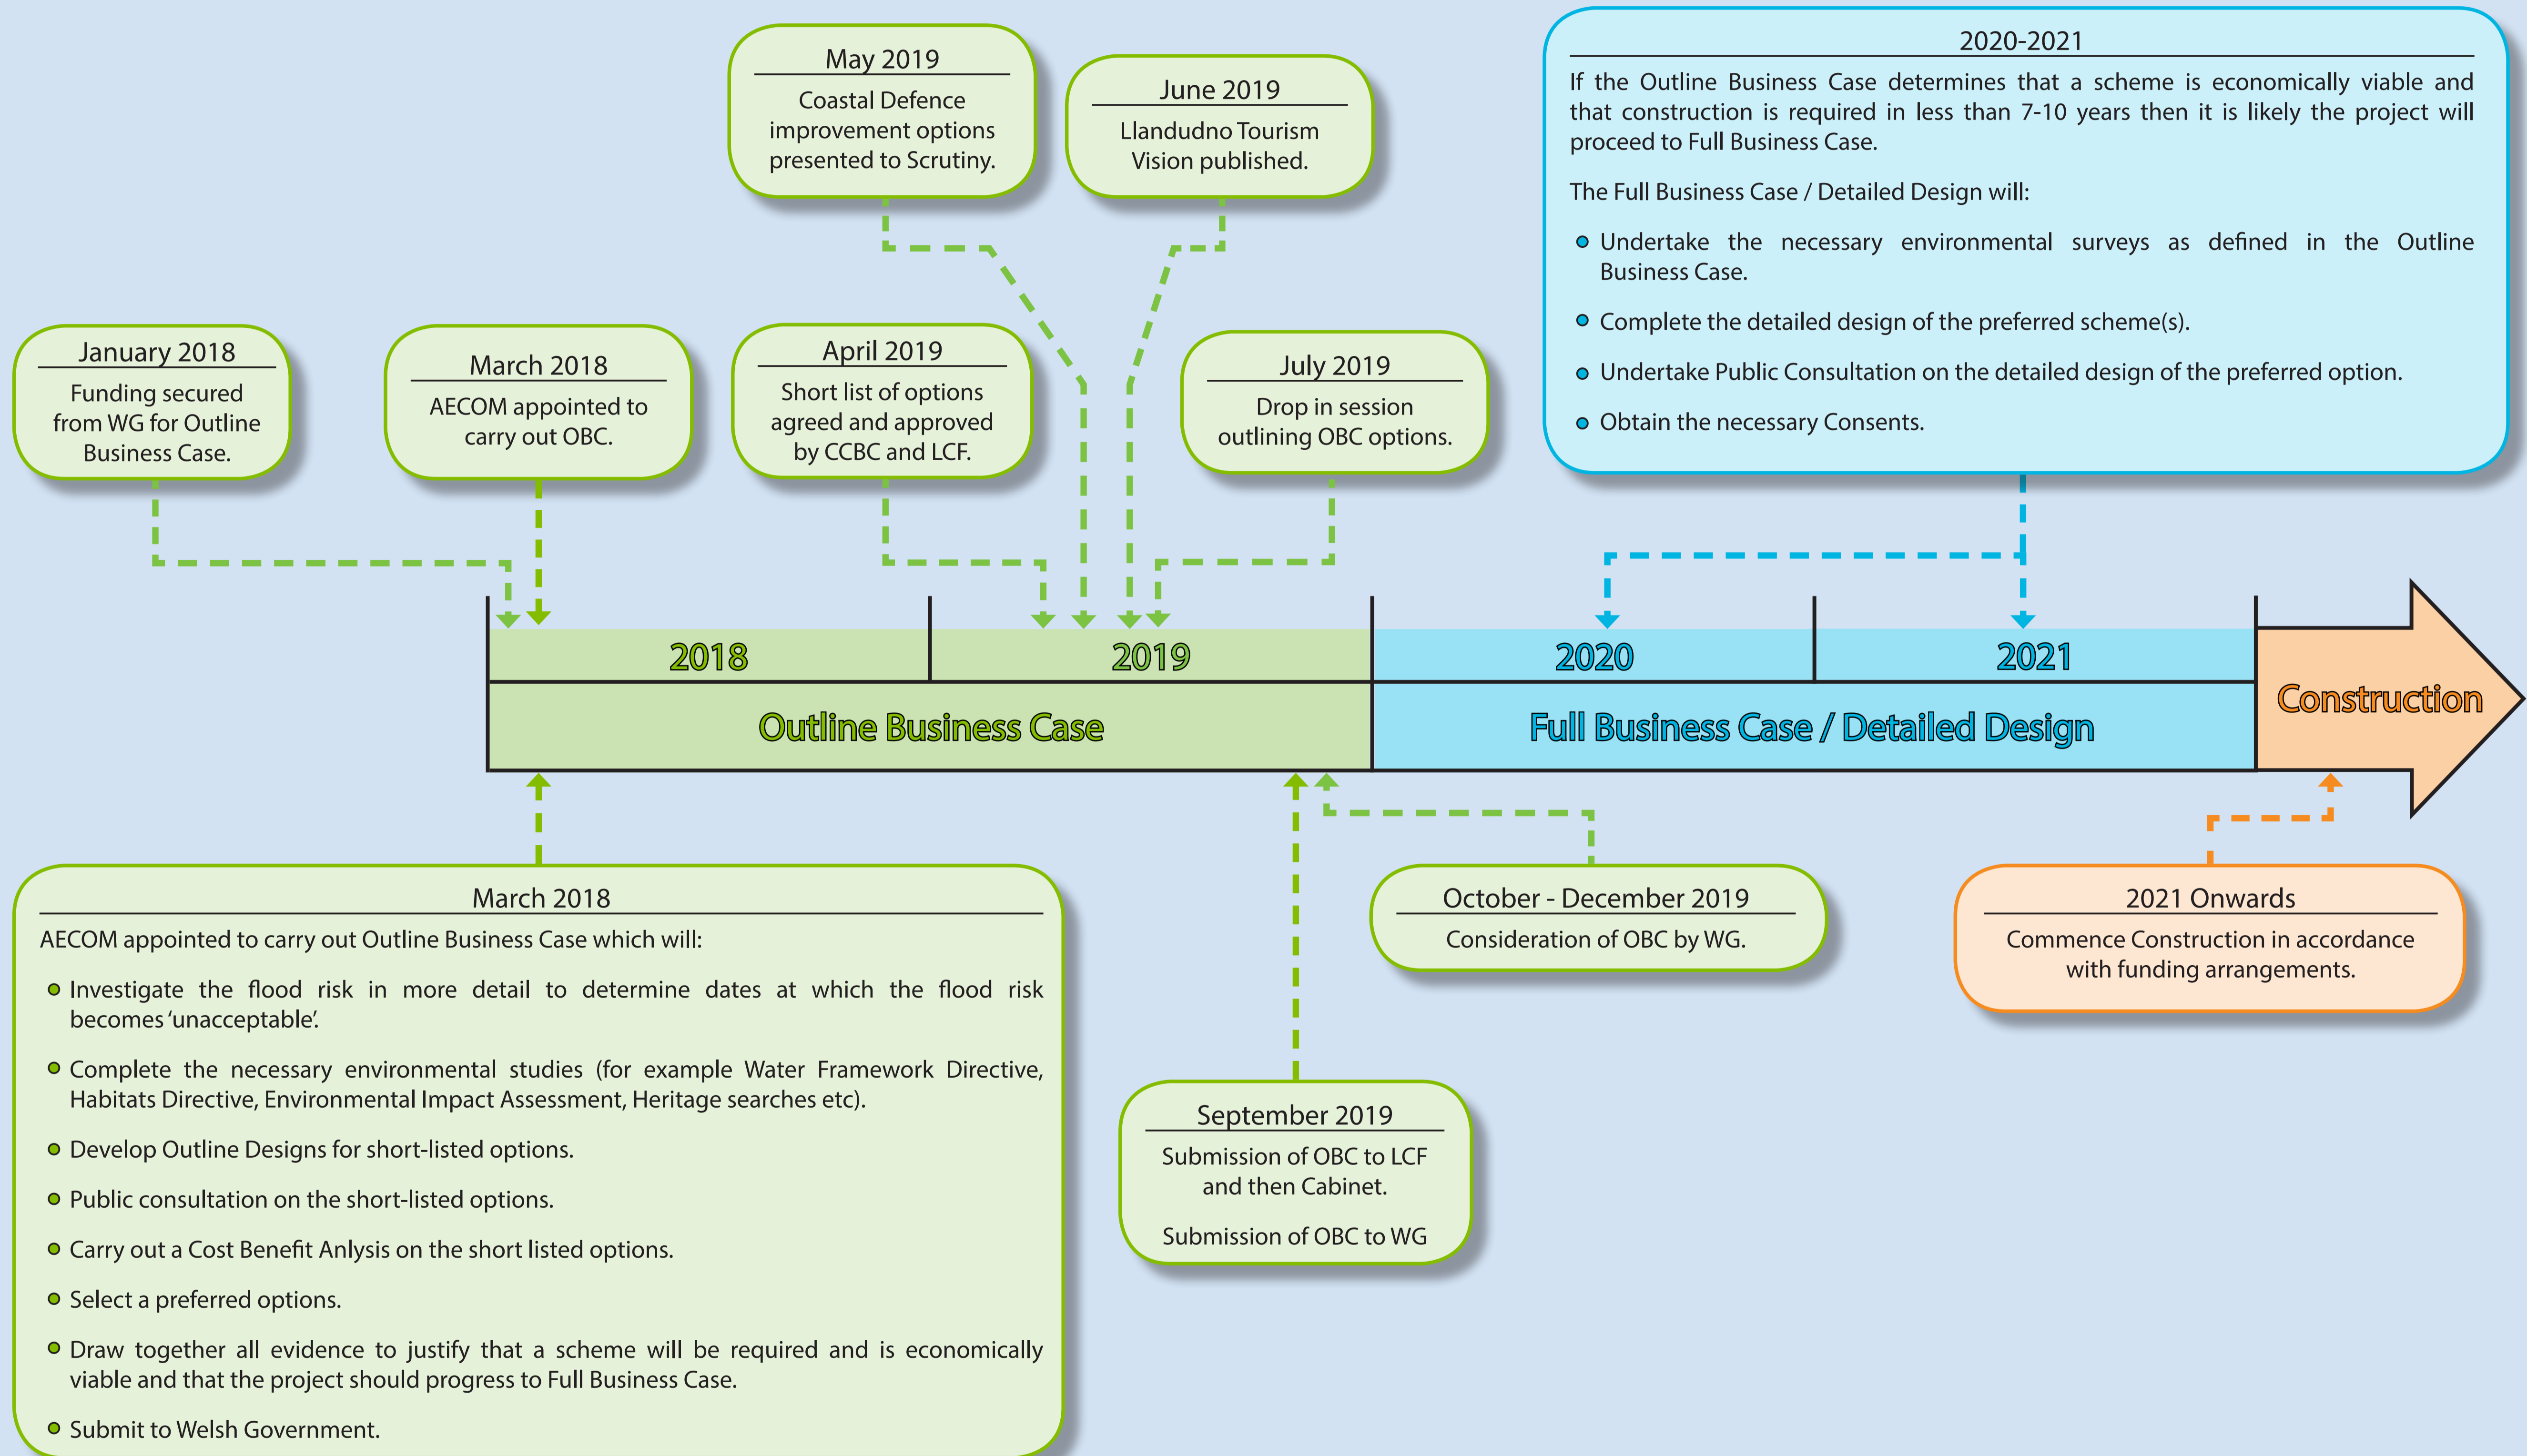 May 2019
Coastal Defence
improvement options
presented to Scrutiny.
June 2019
Llandudno Tourism
Vision published.
2020-2021
If the Outline Business Case determines that a scheme is economically viable and
that construction is required in less than 7-10 years then it is likely the project will
proceed to Full Business Case.
The Full Business Case / Detailed Design will:
Undertake the necessary environmental surveys as defined in the Outline
Business Case.
Complete the detailed design of the preferred scheme(s).
Undertake Public Consultation on the detailed design of the preferred option.
Obtain the necessary Consents.
January 2018
Funding secured
from WG for Outline
Business Case.
March 2018
AECOM appointed to
carry out OBC.
April 2019
Short list of options
agreed and approved
by CCBC and LCF.
July 2019
Drop in session
outlining OBC options.
2018
2019
2020
2021
Outline Business Case
Full Business Case / Detailed Design
Construction
March 2018
AECOM appointed to carry out Outline Business Case which will:
Investigate the flood risk in more detail to determine dates at which the flood risk
becomes 'unacceptable'.
Complete the necessary environmental studies (for example Water Framework Directive,
Habitats Directive, Environmental Impact Assessment, Heritage searches etc).
Develop Outline Designs for short-listed options.
Public consultation on the short-listed options.
Carry out a Cost Benefit Anlysis on the short listed options.
Select a preferred options.
Draw together all evidence to justify that a scheme will be required and is economically
viable and that the project should progress to Full Business Case.
Submit to Welsh Government.
September 2019
Submission of OBC to LCF
and then Cabinet.
Submission of OBC to WG
October - December 2019
Consideration of OBC by WG.
2021 Onwards
Commence Construction in accordance
with funding arrangements.